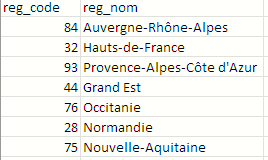 reg_code reg_nom
84 Auvergne-Rhône-Alpes
32 Hauts-de-France
93 Provence-Alpes-Côte d'Azur
44 Grand Est
76 Occitanie
28 Normandie
75 Nouvelle-Aquitaine